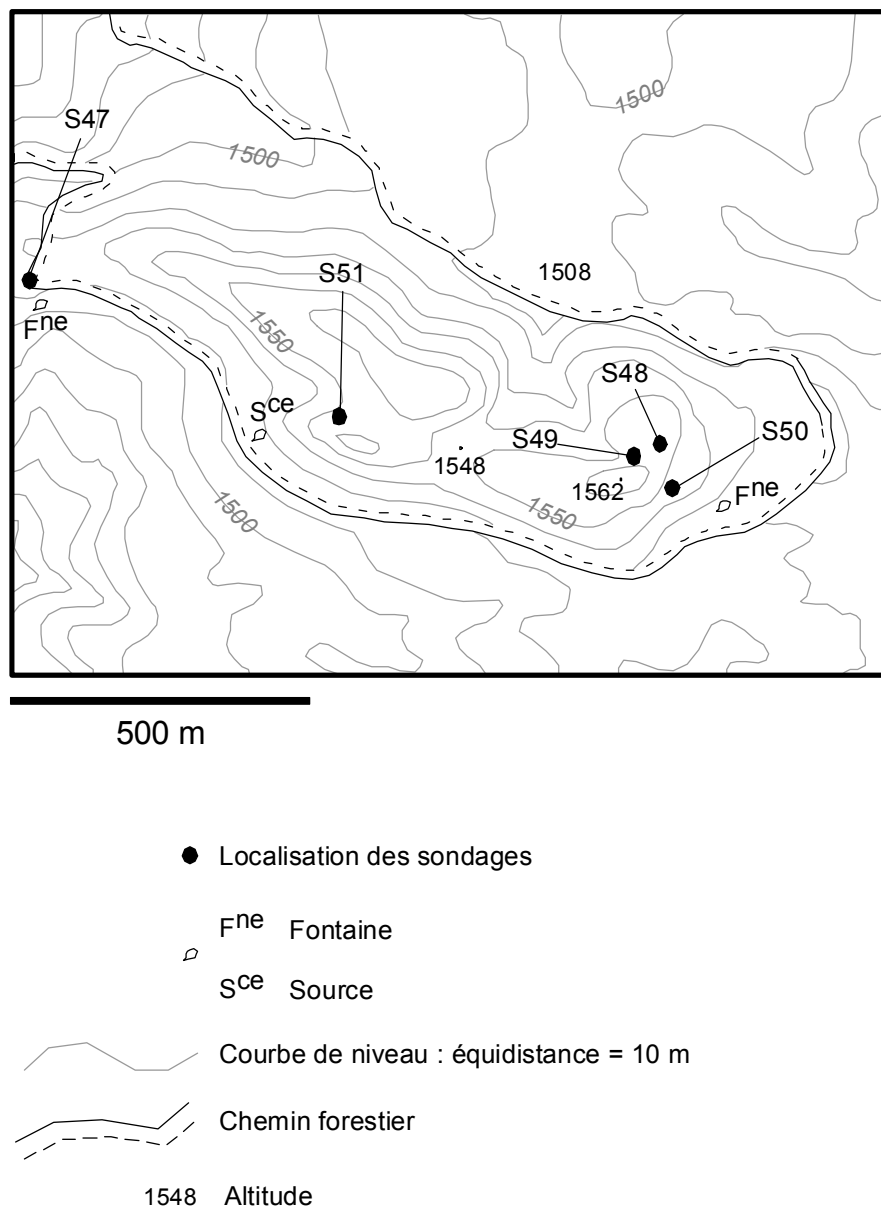 1500
S47
1500
1508
S51
1550
Fne
S48
Sce
S49
S50
1548
1562
Fne
1500
1550
500 m
Localisation des sondages
Fne Fontaine
Sce Source
Courbe de niveau : équidistance = 10 m
Chemin forestier
1548 Altitude